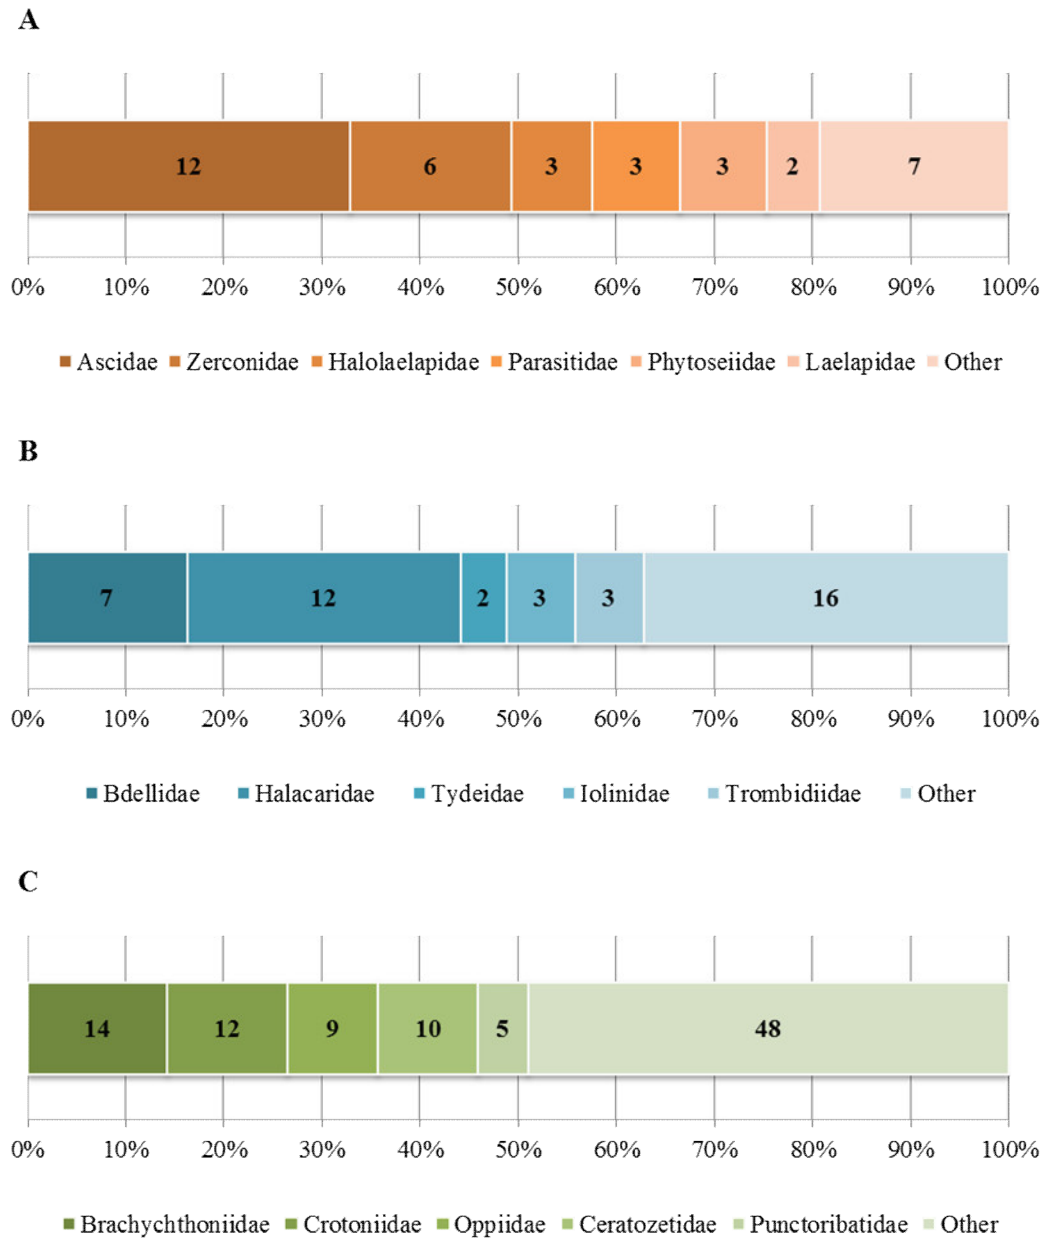 A
12 6 3 3 3 2 7
0% 10% 20% 30% 40% 50% 60% 70% 80% 90% 100%
Ascidae Zerconidae Halolaelapidae Parasitidae Phytoseiidae Laelapidae Other
B
7 12 2 3 3 16
0% 10% 20% 30% 40% 50% 60% 70% 80% 90% 100%
Bdellidae Halacaridae Tydeidae Iolinidae Trombidiidae Other
C
14 12 9 10 5 48
0% 10% 20% 30% 40% 50% 60% 70% 80% 90% 100%
Brachychthoniidae Crotoniidae Oppiidae Ceratozetidae Punctoribatidae Other